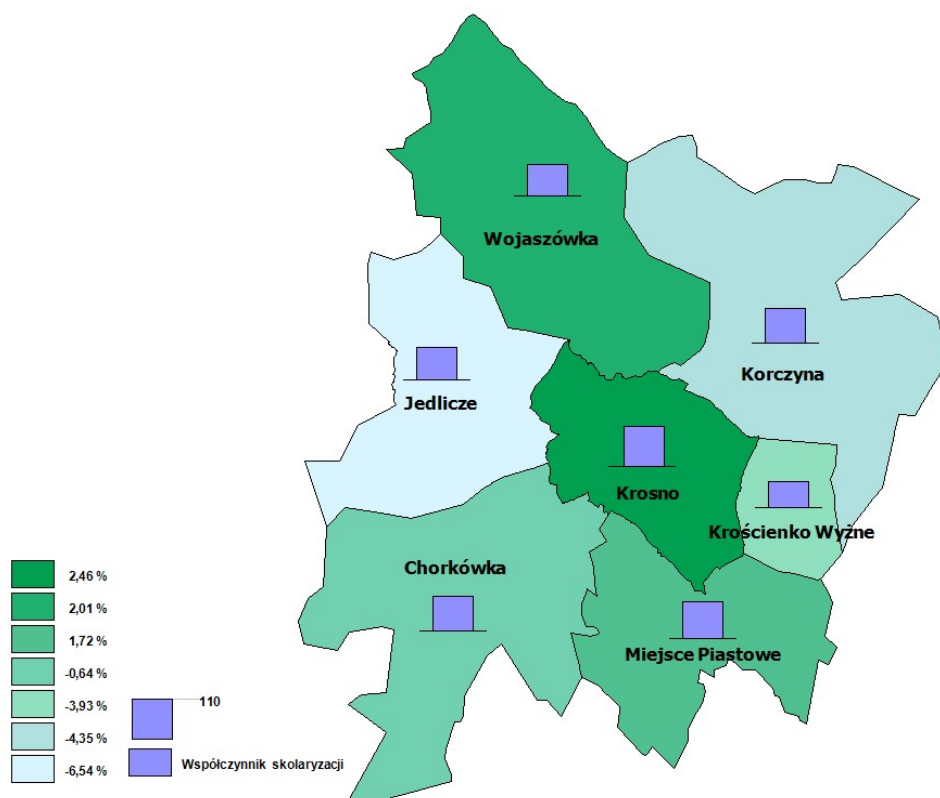 Wojaszówka
Korczyna
Jedlicze
Krosno
Krościenko Wyżne
Chorkówka
Miejsce Piastowe
2,46 %
2,01 %
1,72 %
-0,64 %
-3,93 %
-4,35 %
-6,54 %
110
Współczynnik skolaryzacji